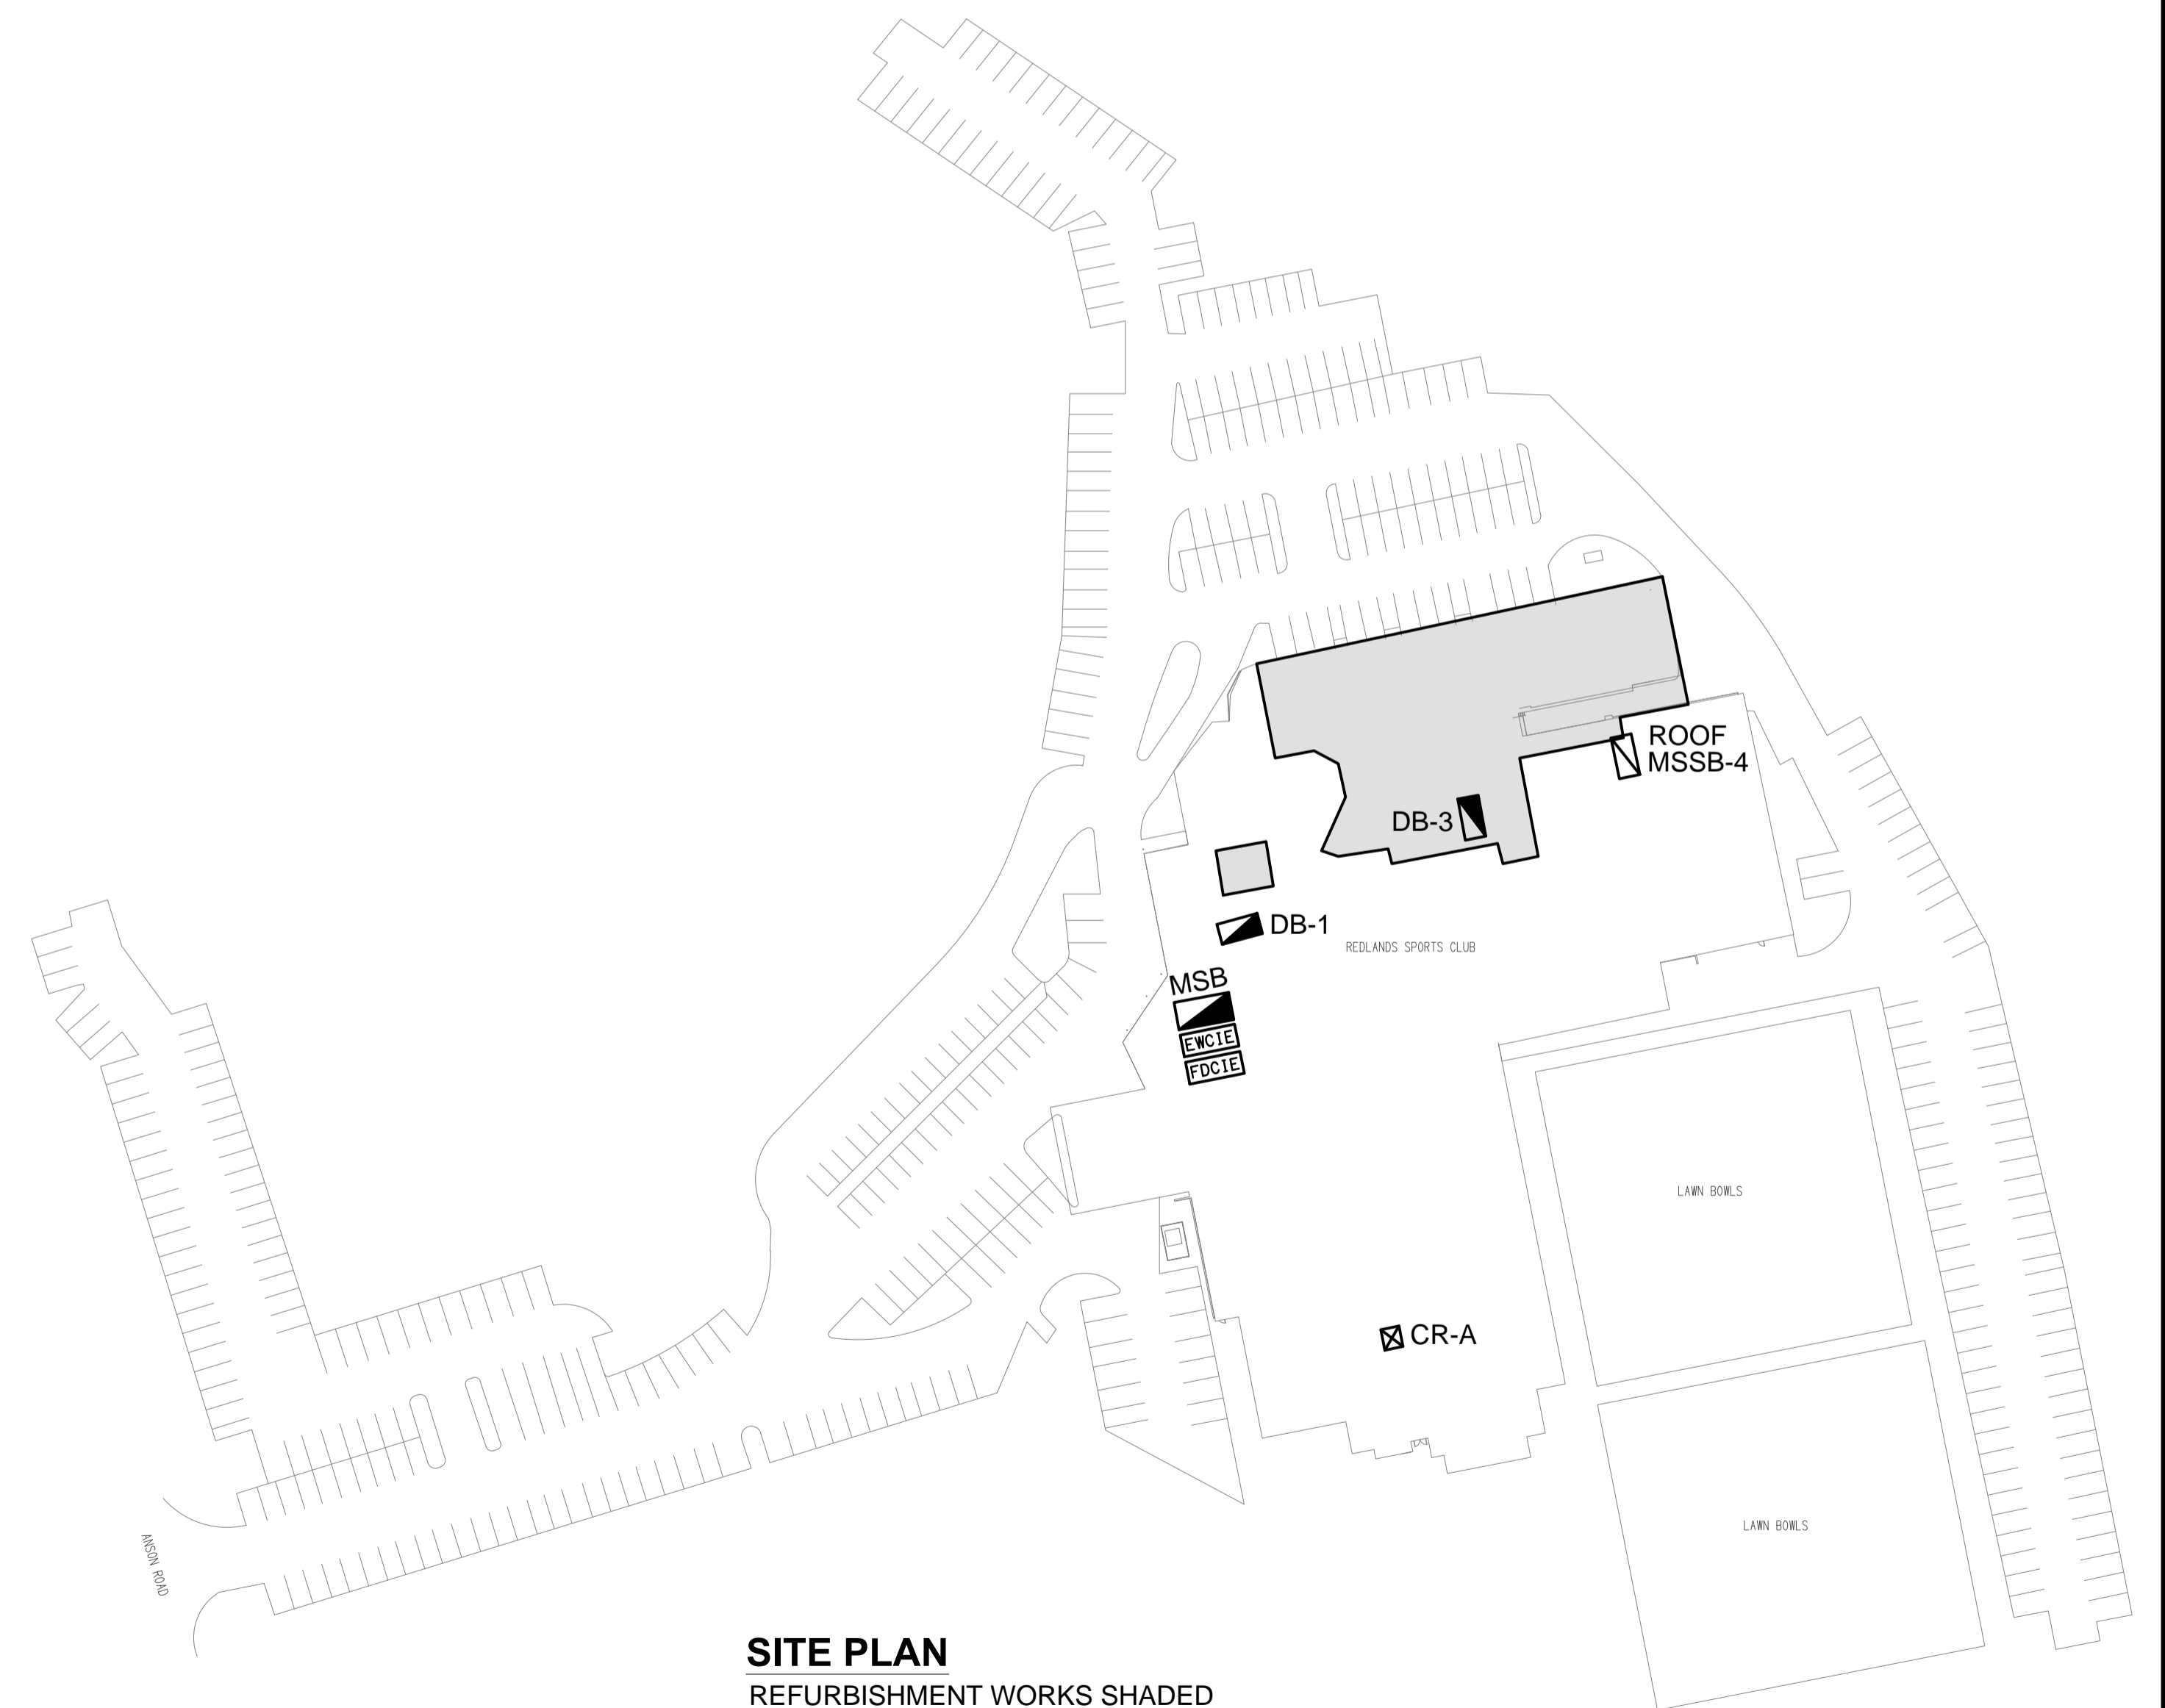 ROOF
MSSB-4
DB-3
DB-1
REDLANDS SPORTS CLUB
MSB
EWCIE
FDCIE
LAWN BOWLS
CR-A
LAWN BOWLS
ANSON ROAD
SITE PLAN
REFURBISHMENT WORKS SHADED